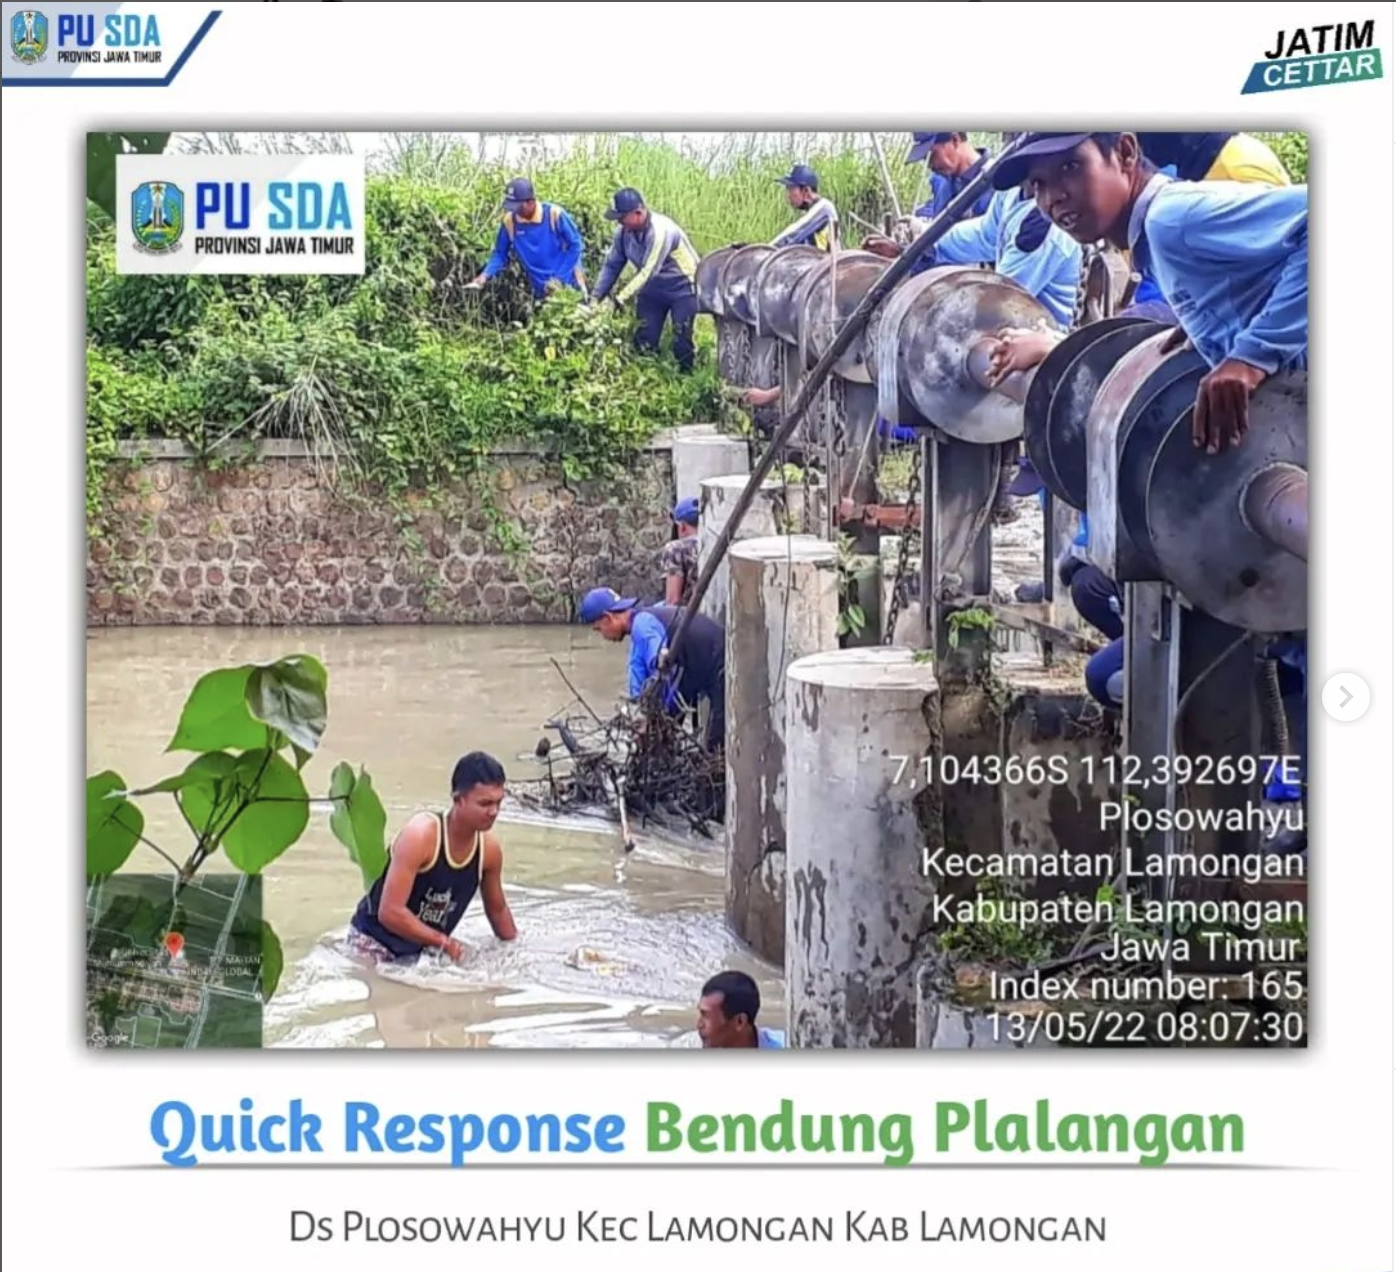 PU SDA
PROVINSI JAWA TIMUR
JATIM
CETTAR
PU SDA
PROVINSI JAWA TIMUR
7,104366S 112,392697E
Plosowahyu
Kecamatan Lamongan
Kabupaten Lamongan
Jawa Timur
Index number: 165
13/05/22 08:07:30
Google
Quick Response Bendung Plalangan
Ds Plosowahyu Kec Lamongan Kab Lamongan